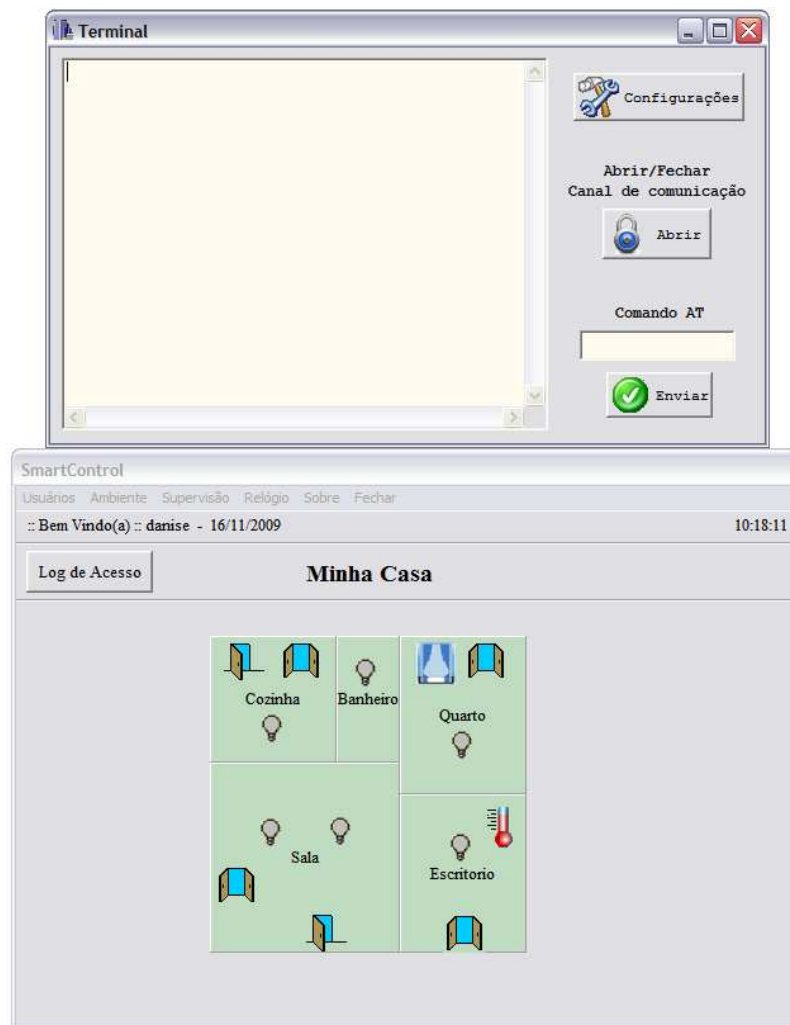 Terminal
Configurações
Abrir/Fechar
Canal de comunicação
Abrir
Comando AT
Enviar
SmartControl
Usuários Ambiente Supervisão Relógio Sobre Fechar
:: Bem Vindo(a) :: danise - 16/11/2009 10:18:11
Log de Acesso
Minha Casa
Cozinha
Banheiro
Quarto
Sala
Escritorio